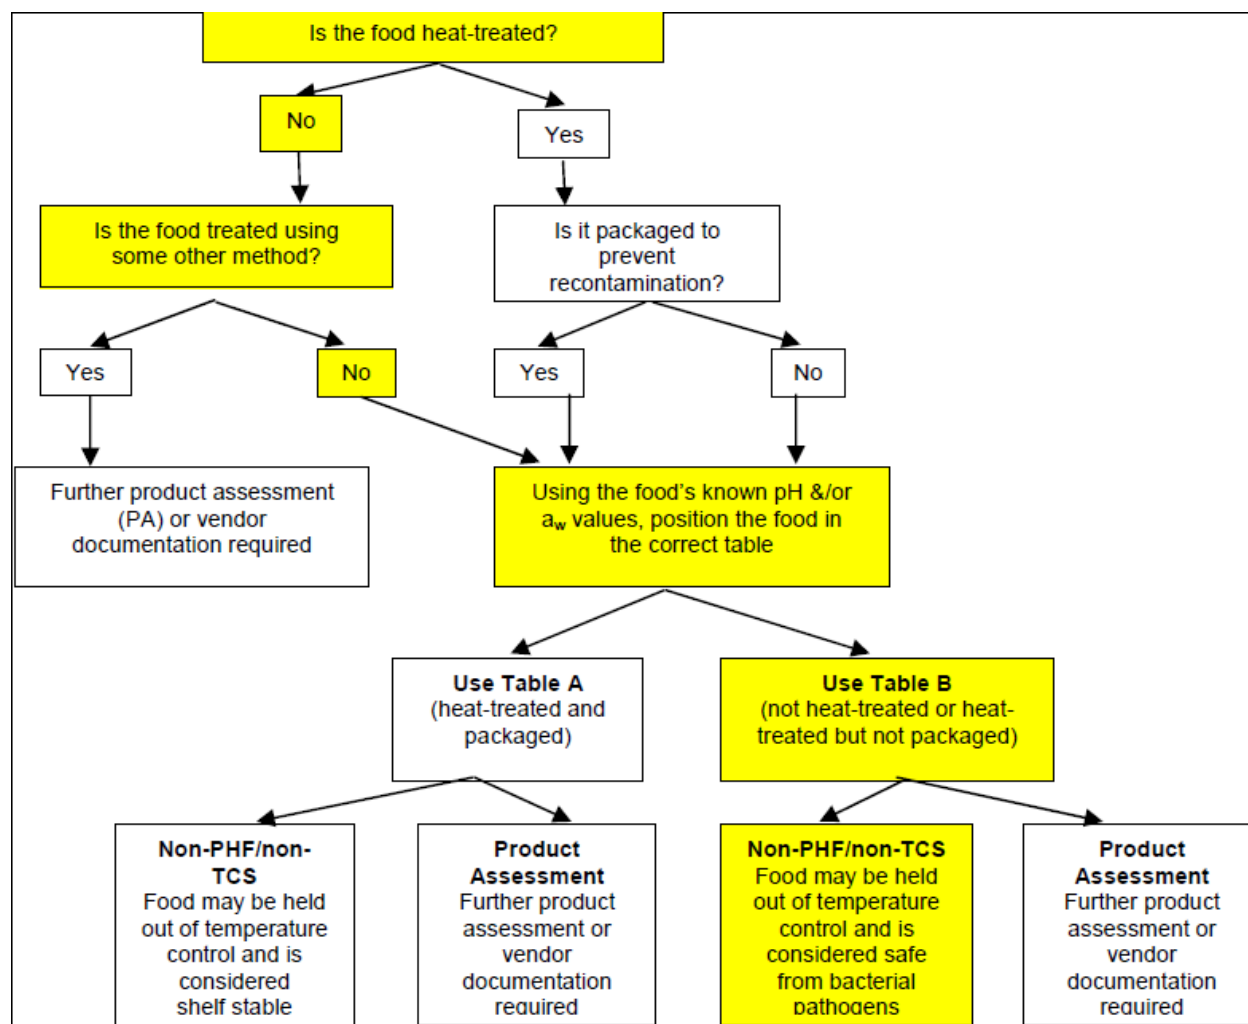 Is the food heat-treated?
No
Yes
Is the food treated using
some other method?
Is it packaged to
prevent
recontamination?
Yes
No
Yes
No
Further product assessment
(PA) or vendor
documentation required
Using the food's known pH &/or
aw values, position the food in
the correct table
Use Table A
(heat-treated and
packaged)
Use Table B
(not heat-treated or heat-
treated but not packaged)
Non-PHF/non-
TCS
Food may be held
out of temperature
control and is
considered
shelf stable
Product
Assessment
Further product
assessment or
vendor
documentation
required
Non-PHF/non-TCS
Food may be held
out of temperature
control and is
considered safe
from bacterial
pathogens
Product
Assessment
Further product
assessment or
vendor
documentation
required